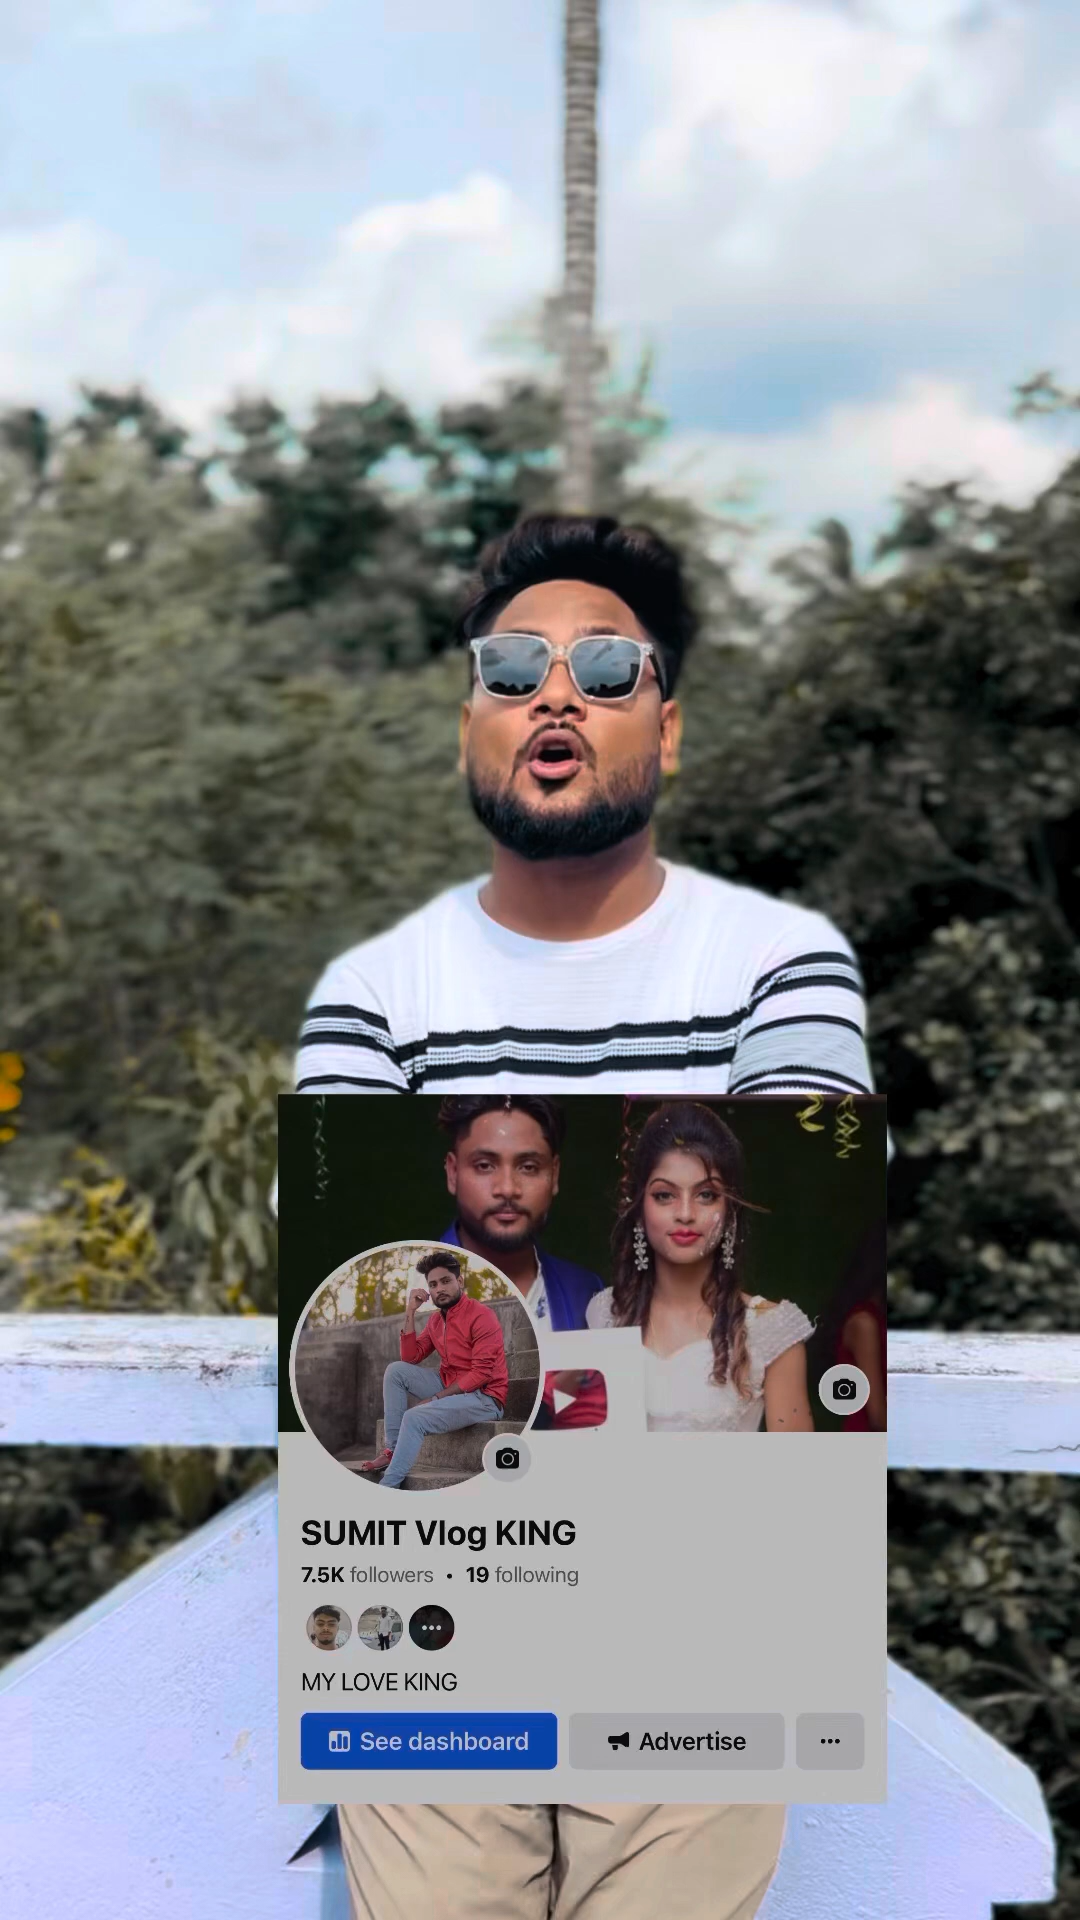 SUMIT Vlog KING
7.5K followers • 19 following
MY LOVE KING
See dashboard
Advertise